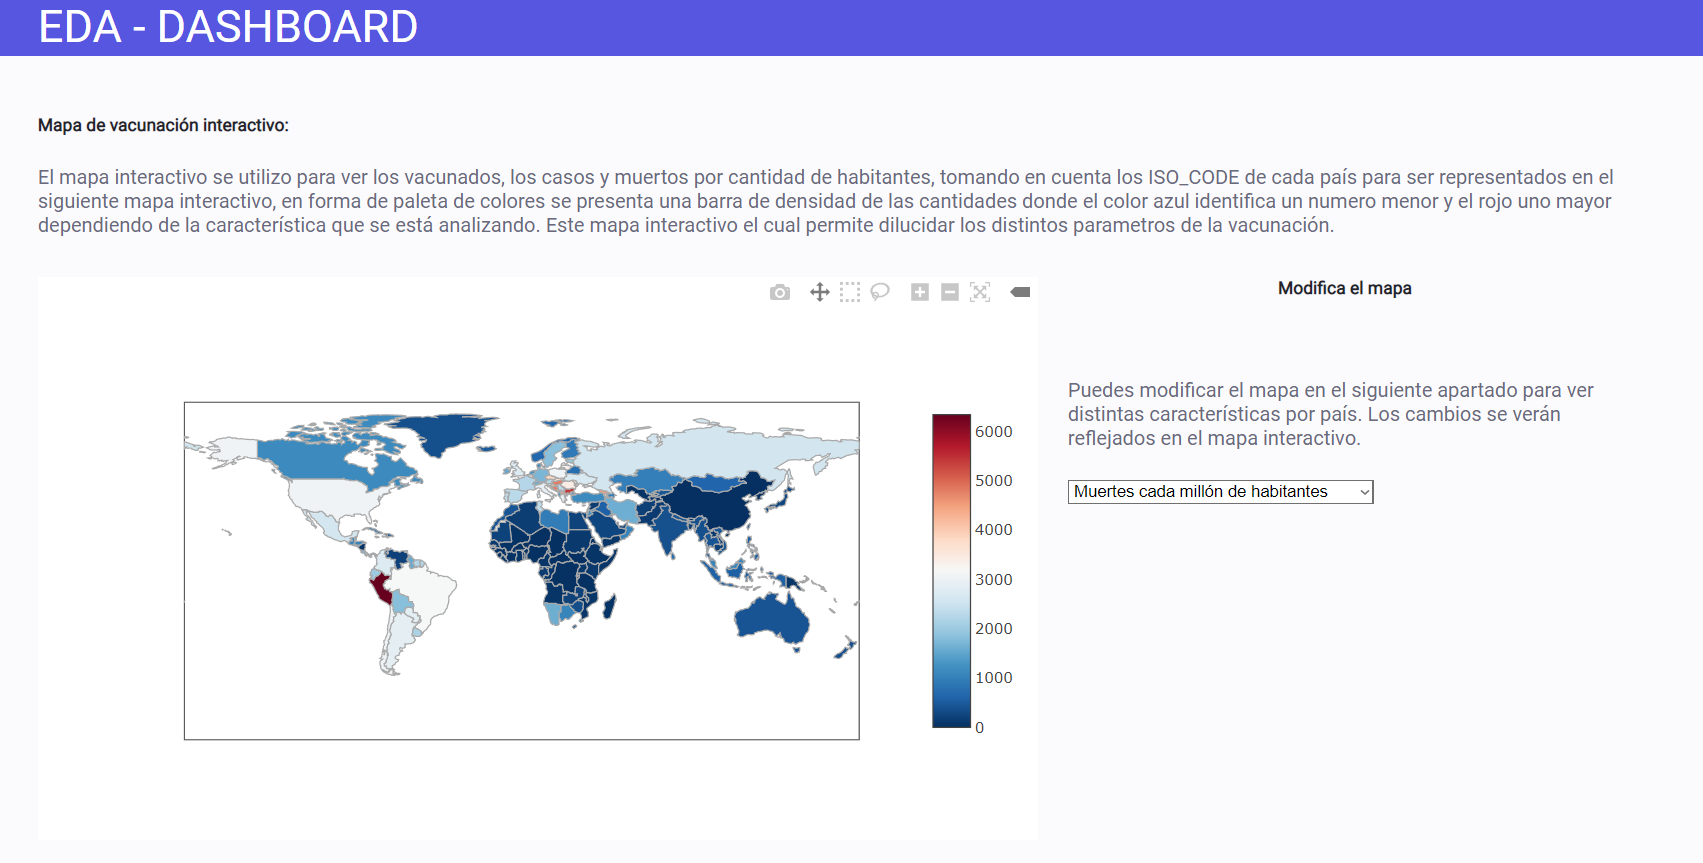 EDA - DASHBOARD
Mapa de vacunación interactivo:
El mapa interactivo se utilizo para ver los vacunados, los casos y muertos por cantidad de habitantes, tomando en cuenta los ISO_CODE de cada país para ser representados en el
siguiente mapa interactivo, en forma de paleta de colores se presenta una barra de densidad de las cantidades donde el color azul identifica un numero menor y el rojo uno mayor
dependiendo de la característica que se está analizando. Este mapa interactivo el cual permite dilucidar los distintos parametros de la vacunación.
Modifica el mapa
Puedes modificar el mapa en el siguiente apartado para ver
distintas características por país. Los cambios se verán
reflejados en el mapa interactivo.
Muertes cada millón de habitantes
6000
5000
4000
3000
2000
1000
0